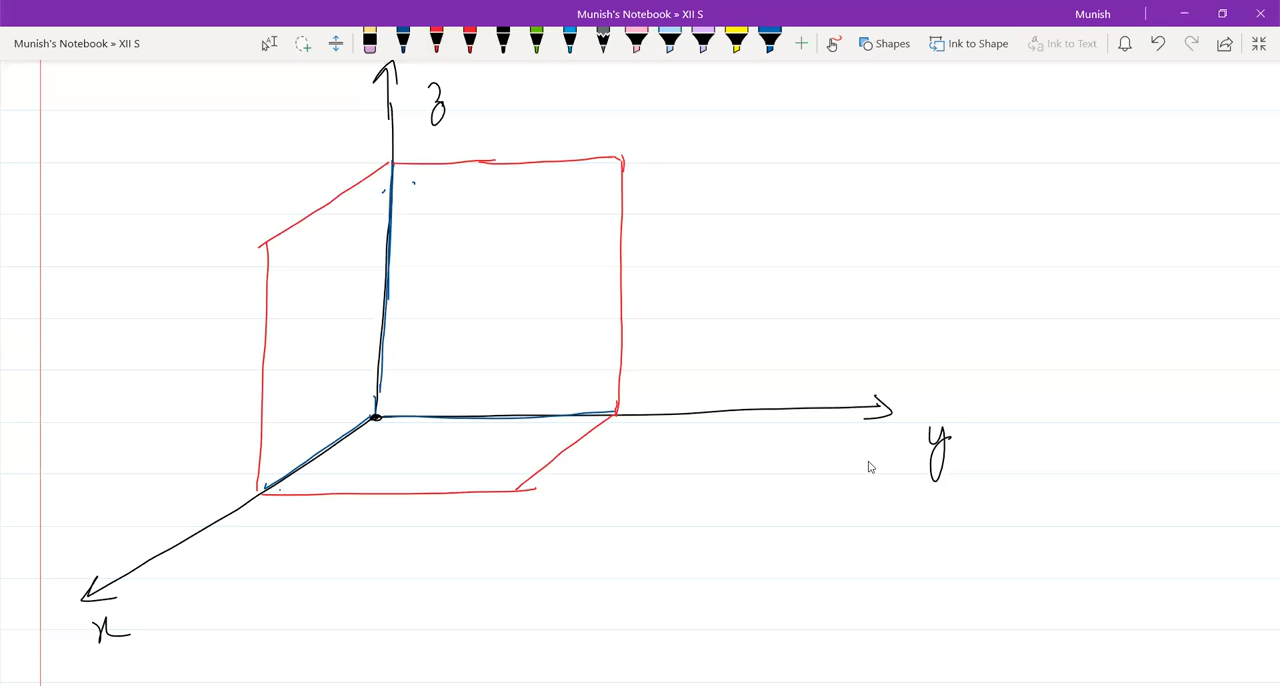 Munish's Notebook » XII S
Munish
Munish's Notebook » XII S
Shapes
Ink to Shape
Ink to Text
z
y
x